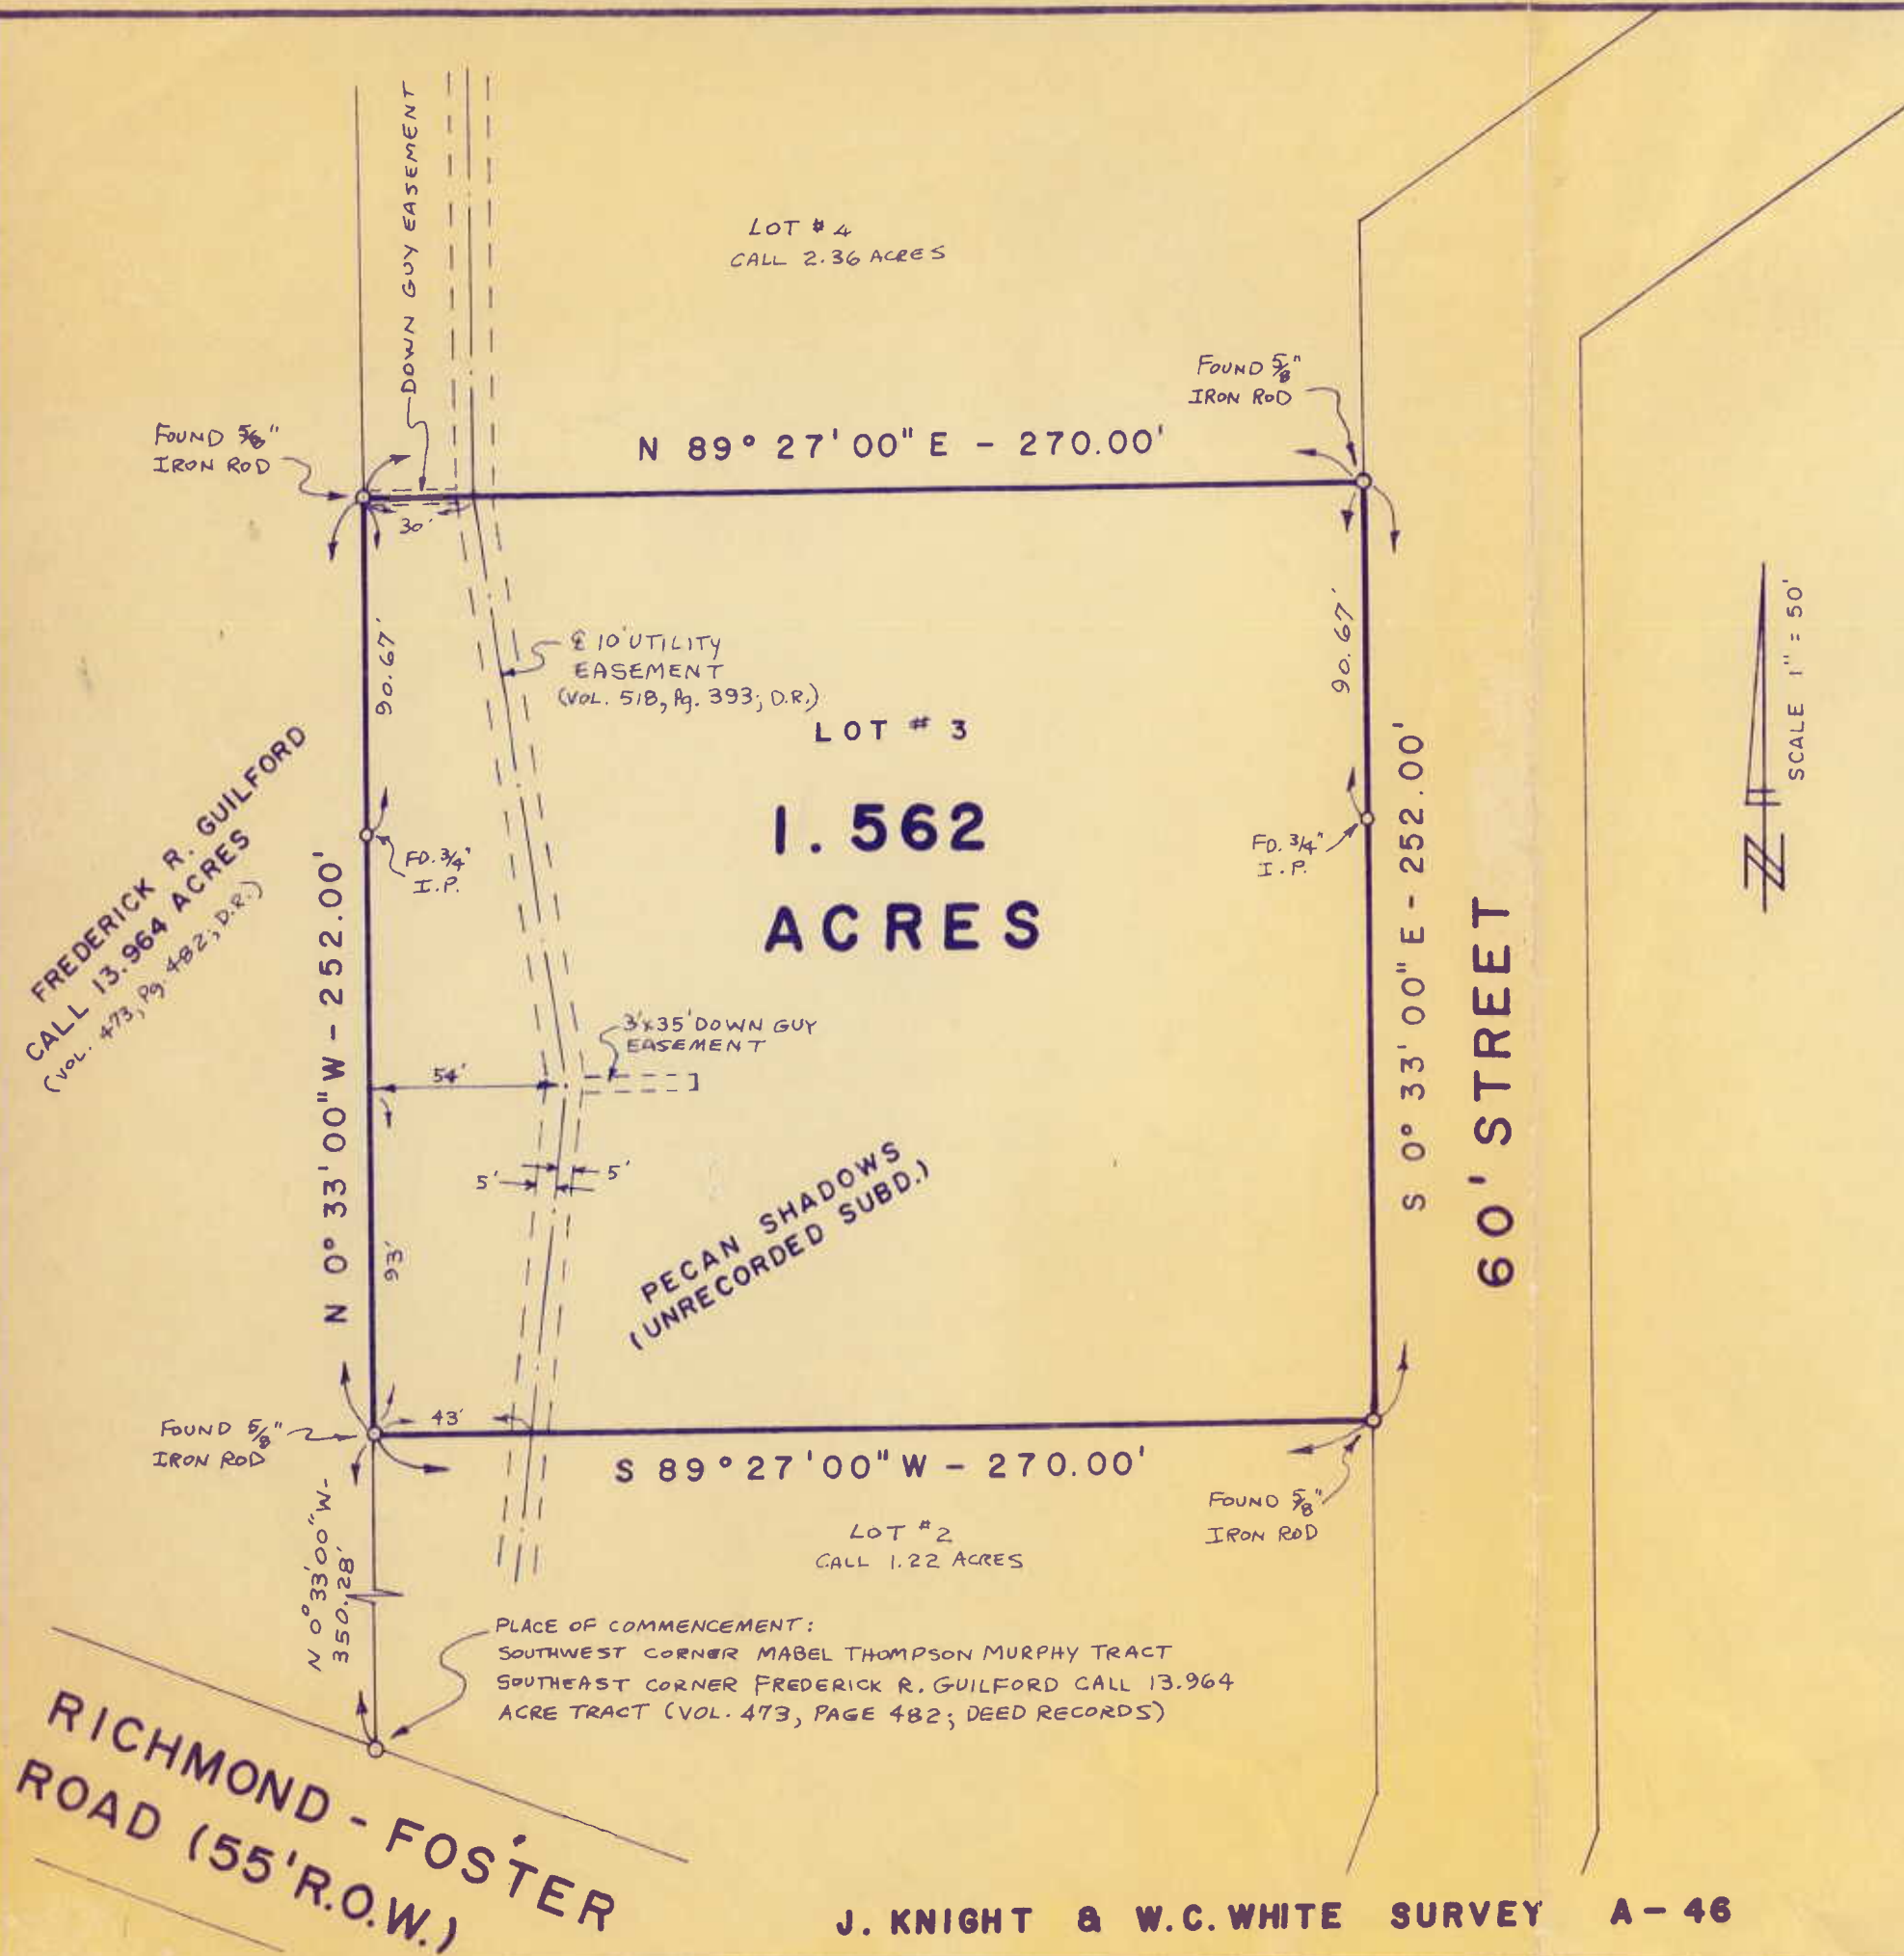 DOWN GUY EASEMENT
LOT # 4
CALL 2.36 ACRES
FOUND 5/8"
IRON ROD
FOUND 5/8"
IRON ROD
N 89° 27' 00" E - 270.00'
30'
90.67'
90.67'
℄ 10' UTILITY
EASEMENT
(VOL. 518, Pg. 393; D.R.)
LOT # 3
1.562
ACRES
SCALE 1" = 50'
N
FREDERICK R. GUILFORD
CALL 13.964 ACRES
(VOL. 473, Pg. 482; D.R.)
FD. 3/4"
I.P.
FD. 3/4"
I.P.
N 0° 33' 00" W - 252.00'
S 0° 33' 00" E - 252.00'
60' STREET
3'x35' DOWN GUY
EASEMENT
54'
5'
5'
93'
PECAN SHADOWS
(UNRECORDED SUBD.)
43'
FOUND 5/8"
IRON ROD
S 89° 27' 00" W - 270.00'
FOUND 5/8"
IRON ROD
LOT # 2
CALL 1.22 ACRES
N 0° 33' 00" W -
350.28'
PLACE OF COMMENCEMENT:
SOUTHWEST CORNER MABEL THOMPSON MURPHY TRACT
SOUTHEAST CORNER FREDERICK R. GUILFORD CALL 13.964
ACRE TRACT (VOL. 473, PAGE 482; DEED RECORDS)
RICHMOND - FOSTER
ROAD (55' R.O.W.)
J. KNIGHT & W.C. WHITE SURVEY A - 46